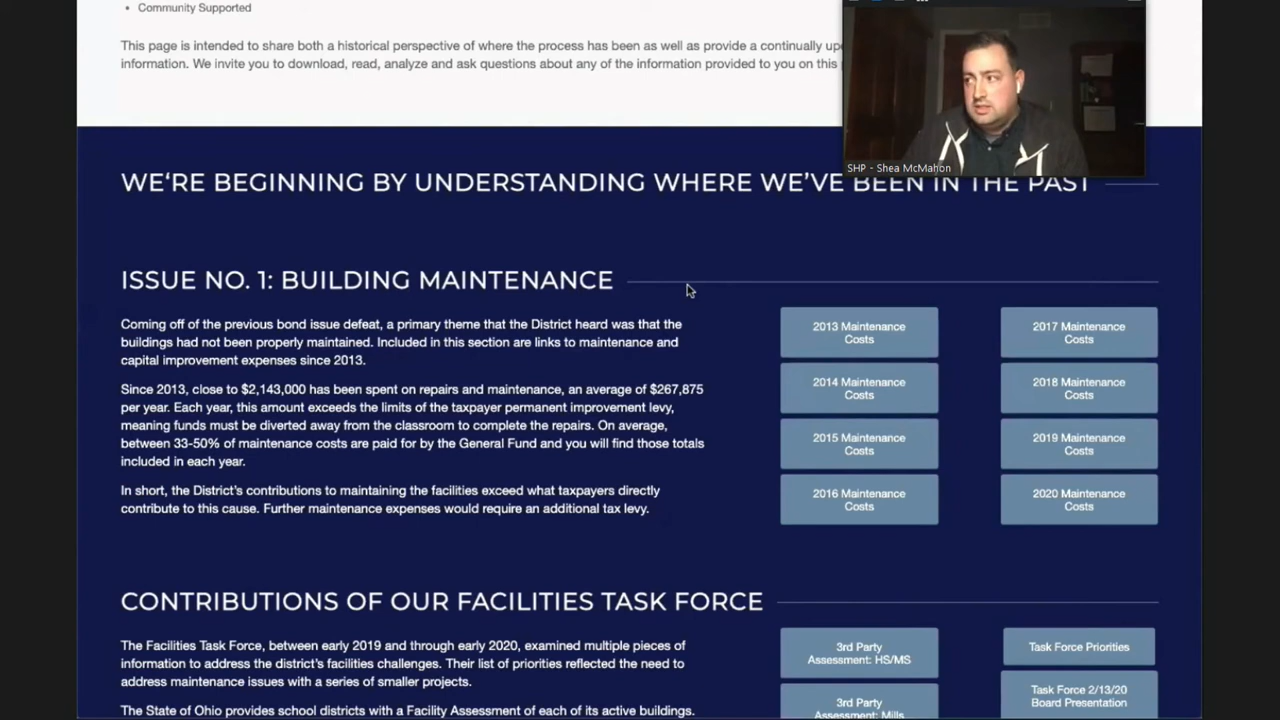 Community Supported
This page is intended to share both a historical perspective of where the process has been as well as provide a continually
information. We invite you to download, read, analyze and ask questions about any of the information provided to you on this
SHP - Shea McMahon
WE'RE BEGINNING BY UNDERSTANDING WHERE WE'VE BEEN IN THE PAST
ISSUE NO. 1: BUILDING MAINTENANCE
Coming off of the previous bond issue defeat, a primary theme that the District heard was that the
buildings had not been properly maintained. Included in this section are links to maintenance and
capital improvement expenses since 2013.
Since 2013, close to $2,143,000 has been spent on repairs and maintenance, an average of $267,875
per year. Each year, this amount exceeds the limits of the taxpayer permanent improvement levy,
meaning funds must be diverted away from the classroom to complete the repairs. On average,
between 33-50% of maintenance costs are paid for by the General Fund and you will find those totals
included in each year.
In short, the District's contributions to maintaining the facilities exceed what taxpayers directly
contribute to this cause. Further maintenance expenses would require an additional tax levy.
2013 Maintenance
Costs
2017 Maintenance
Costs
2014 Maintenance
Costs
2018 Maintenance
Costs
2015 Maintenance
Costs
2019 Maintenance
Costs
2016 Maintenance
Costs
2020 Maintenance
Costs
CONTRIBUTIONS OF OUR FACILITIES TASK FORCE
The Facilities Task Force, between early 2019 and through early 2020, examined multiple pieces of
information to address the district's facilities challenges. Their list of priorities reflected the need to
address maintenance issues with a series of smaller projects.
The State of Ohio provides school districts with a Facility Assessment of each of its active buildings.
3rd Party
Assessment: HS/MS
Task Force Priorities
3rd Party
Assessment: Mills
Task Force 2/13/20
Board Presentation